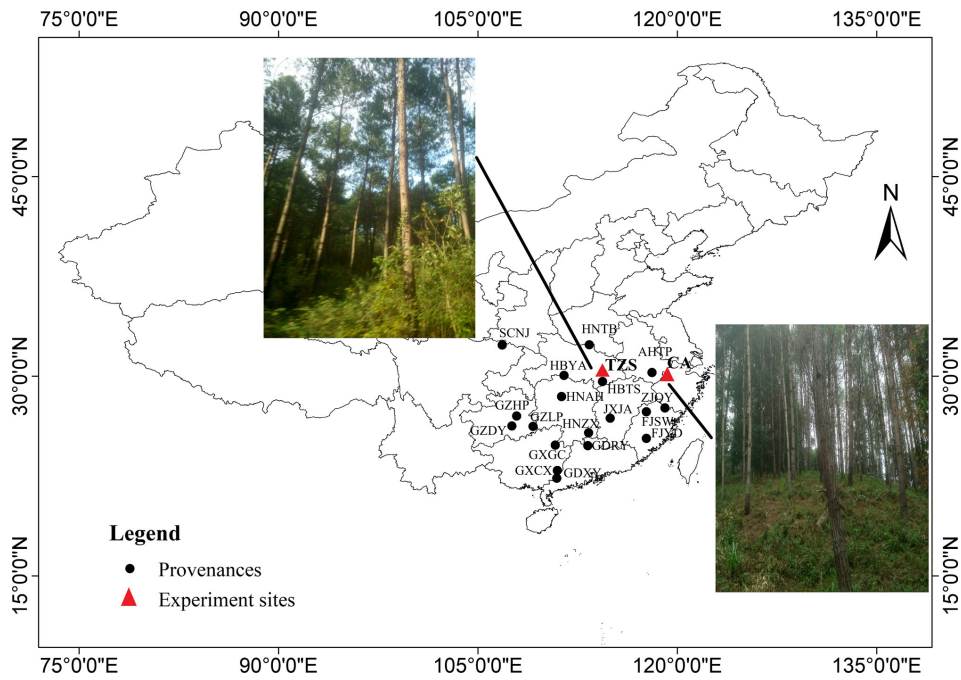 75°0'0"E 90°0'0"E 105°0'0"E 120°0'0"E 135°0'0"E
45°0'0"N 45°0'0"N
N
SCNJ HNTB
AHTP
CA
TZS
30°0'0"N 30°0'0"N
HBYA
HBTS
HNAH ZJQY
GZHP JXJA
GZLP FJSW
GZDY HNZX FJYD
GDRY
GXGC
GXCX GDXY
Legend
Provenances
Experiment sites
15°0'0"N 15°0'0"N
75°0'0"E 90°0'0"E 105°0'0"E 120°0'0"E 135°0'0"E